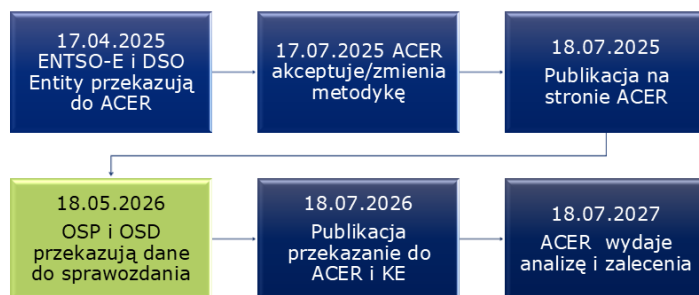 17.04.2025
ENTSO-E i DSO
Entity przekazują
do ACER
17.07.2025 ACER
akceptuje/zmienia
metodykę
18.07.2025
Publikacja na
stronie ACER
18.05.2026
OSP i OSD
przekazują dane
do sprawozdania
18.07.2026
Publikacja
przekazanie do
ACER i KE
18.07.2027
ACER wydaje
analizę i zalecenia